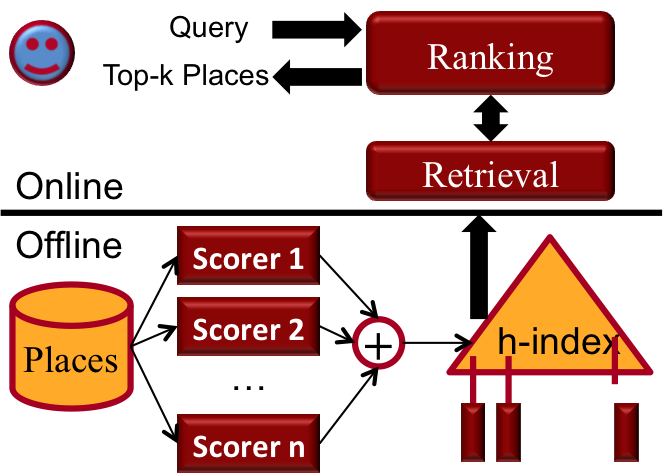 Query
Ranking
Top-k Places
Retrieval
Online
Offline
Scorer 1
Scorer 2
Places
+
h-index
...
Scorer n